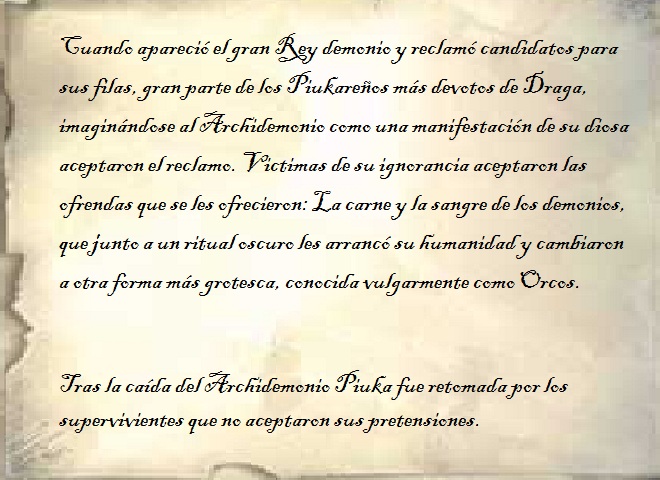 Cuando apareció el gran Rey demonio y reclamó candidatos para
sus filas, gran parte de los Piukareños más devotos de Draga,
imaginándose al Archidemonio como una manifestación de su diosa
aceptaron el reclamo. Victimas de su ignorancia aceptaron las
ofrendas que se les ofrecieron: La carne y la sangre de los demonios,
que junto a un ritual oscuro les arrancó su humanidad y cambiaron
a otra forma más grotesca, conocida vulgarmente como Orcos.
Tras la caída del Archidemonio Piuka fue retomada por los
supervivientes que no aceptaron sus pretensiones.